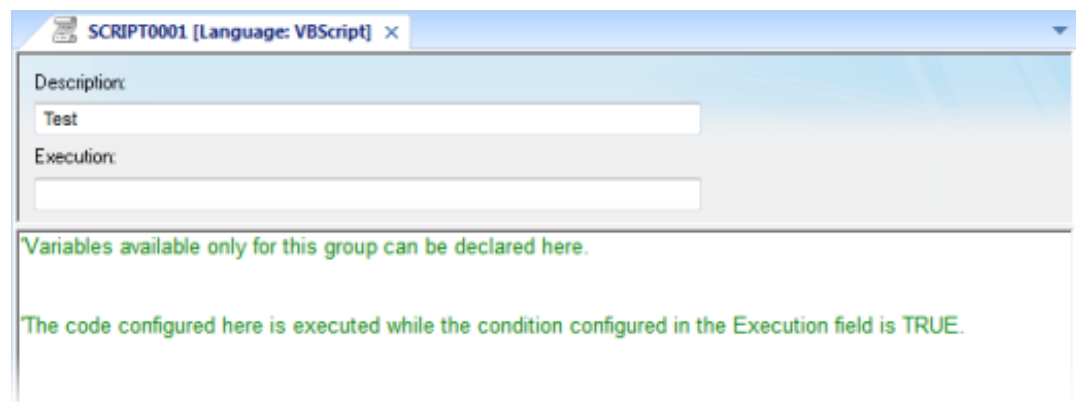 SCRIPT0001 [Language: VBScript] ×
Description:
Test
Execution:
'Variables available only for this group can be declared here.
'The code configured here is executed while the condition configured in the Execution field is TRUE.